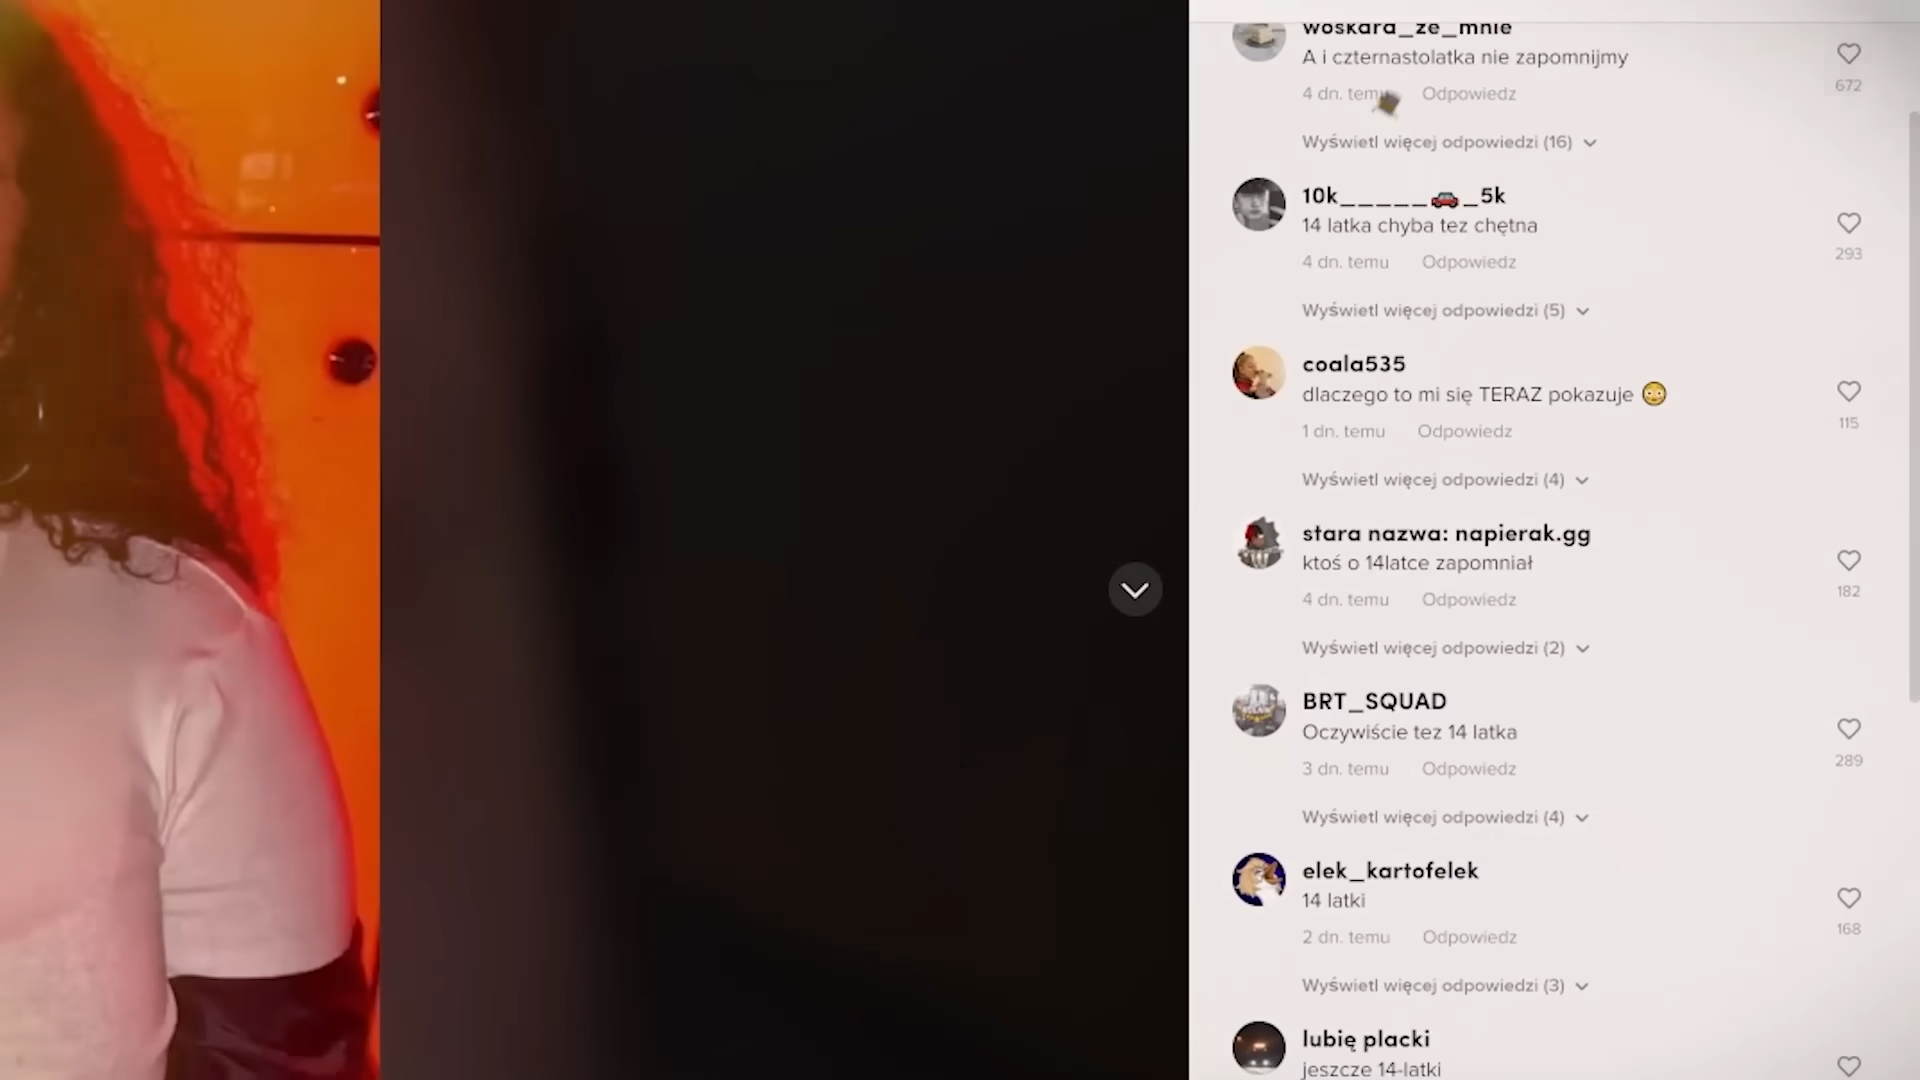 woskara_ze_mnie
A i czternastolatka nie zapomnijmy
4 dn. temu Odpowiedz
672
Wyświetl więcej odpowiedzi (16)
10k_____🚗_5k
14 latka chyba tez chętna
4 dn. temu Odpowiedz
293
Wyświetl więcej odpowiedzi (5)
coala535
dlaczego to mi się TERAZ pokazuje 😳
1 dn. temu Odpowiedz
115
Wyświetl więcej odpowiedzi (4)
stara nazwa: napierak.gg
ktoś o 14latce zapomniał
4 dn. temu Odpowiedz
182
Wyświetl więcej odpowiedzi (2)
BRT_SQUAD
Oczywiście tez 14 latka
3 dn. temu Odpowiedz
289
Wyświetl więcej odpowiedzi (4)
elek_kartofelek
14 latki
2 dn. temu Odpowiedz
168
Wyświetl więcej odpowiedzi (3)
lubię placki
jeszcze 14-latki